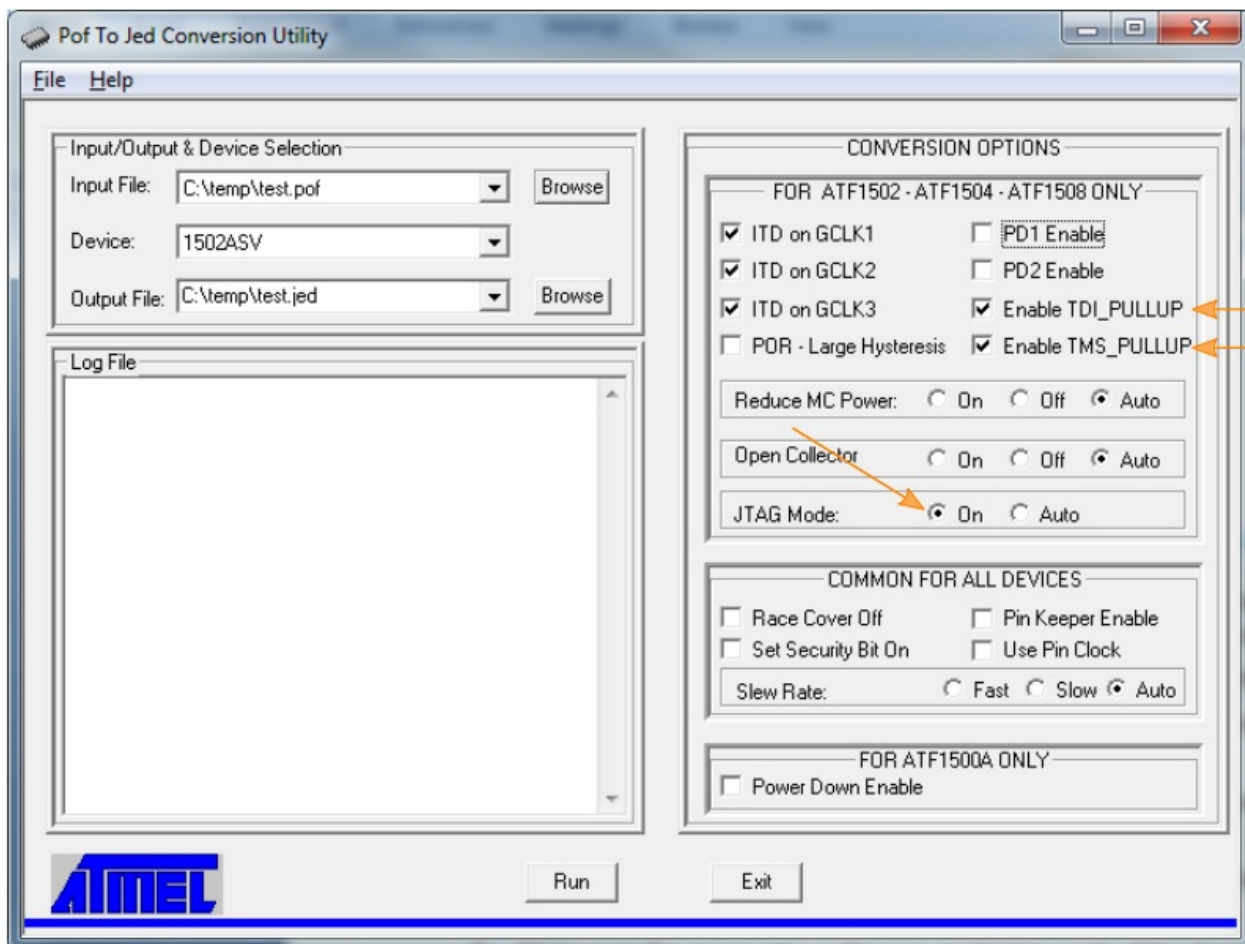 Pof To Jed Conversion Utility
File Help
Input/Output & Device Selection
Input File: C:\temp\test.pof Browse
Device: 1502ASV
Output File: C:\temp\test.jed Browse
Log File
CONVERSION OPTIONS
FOR ATF1502 - ATF1504 - ATF1508 ONLY
ITD on GCLK1 PD1 Enable
ITD on GCLK2 PD2 Enable
ITD on GCLK3 Enable TDI_PULLUP
POR - Large Hysteresis Enable TMS_PULLUP
Reduce MC Power: On Off Auto
Open Collector On Off Auto
JTAG Mode: On Auto
COMMON FOR ALL DEVICES
Race Cover Off Pin Keeper Enable
Set Security Bit On Use Pin Clock
Slew Rate: Fast Slow Auto
FOR ATF1500A ONLY
Power Down Enable
ATMEL Run Exit